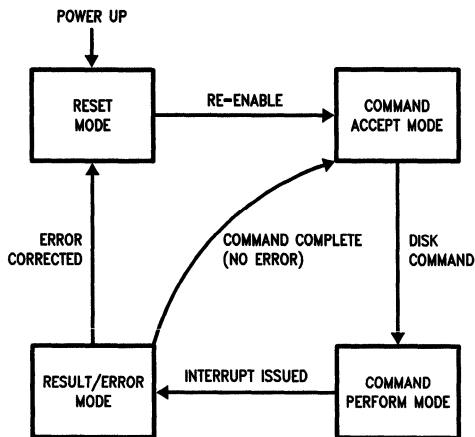 POWER UP
RESET
MODE
RE-ENABLE
COMMAND
ACCEPT MODE
ERROR
CORRECTED
COMMAND COMPLETE
(NO ERROR)
DISK
COMMAND
RESULT/ERROR
MODE
INTERRUPT ISSUED
COMMAND
PERFORM MODE